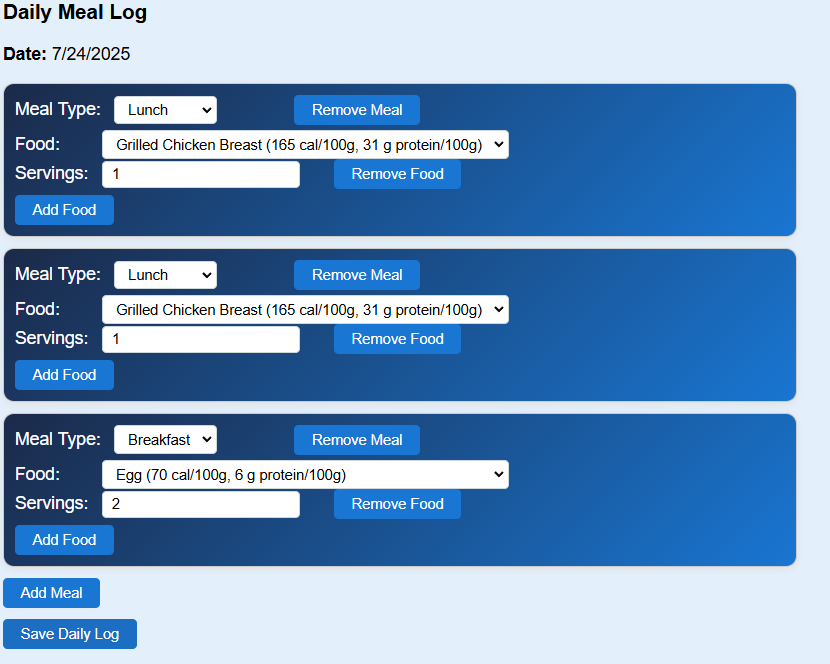 Daily Meal Log
Date: 7/24/2025
Meal Type: Lunch Remove Meal
Food: Grilled Chicken Breast (165 cal/100g, 31 g protein/100g)
Servings: 1 Remove Food
Add Food
Meal Type: Lunch Remove Meal
Food: Grilled Chicken Breast (165 cal/100g, 31 g protein/100g)
Servings: 1 Remove Food
Add Food
Meal Type: Breakfast Remove Meal
Food: Egg (70 cal/100g, 6 g protein/100g)
Servings: 2 Remove Food
Add Food
Add Meal
Save Daily Log